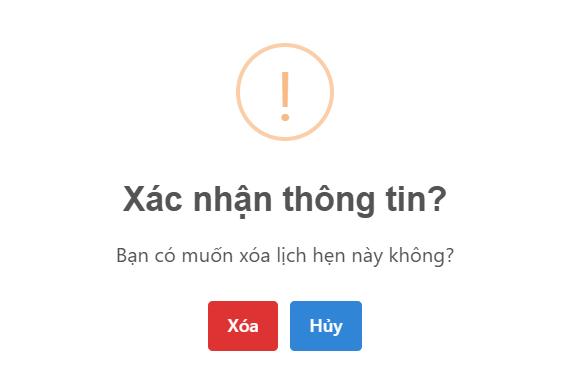 !
Xác nhận thông tin?
Bạn có muốn xóa lịch hẹn này không?
Xóa Hủy